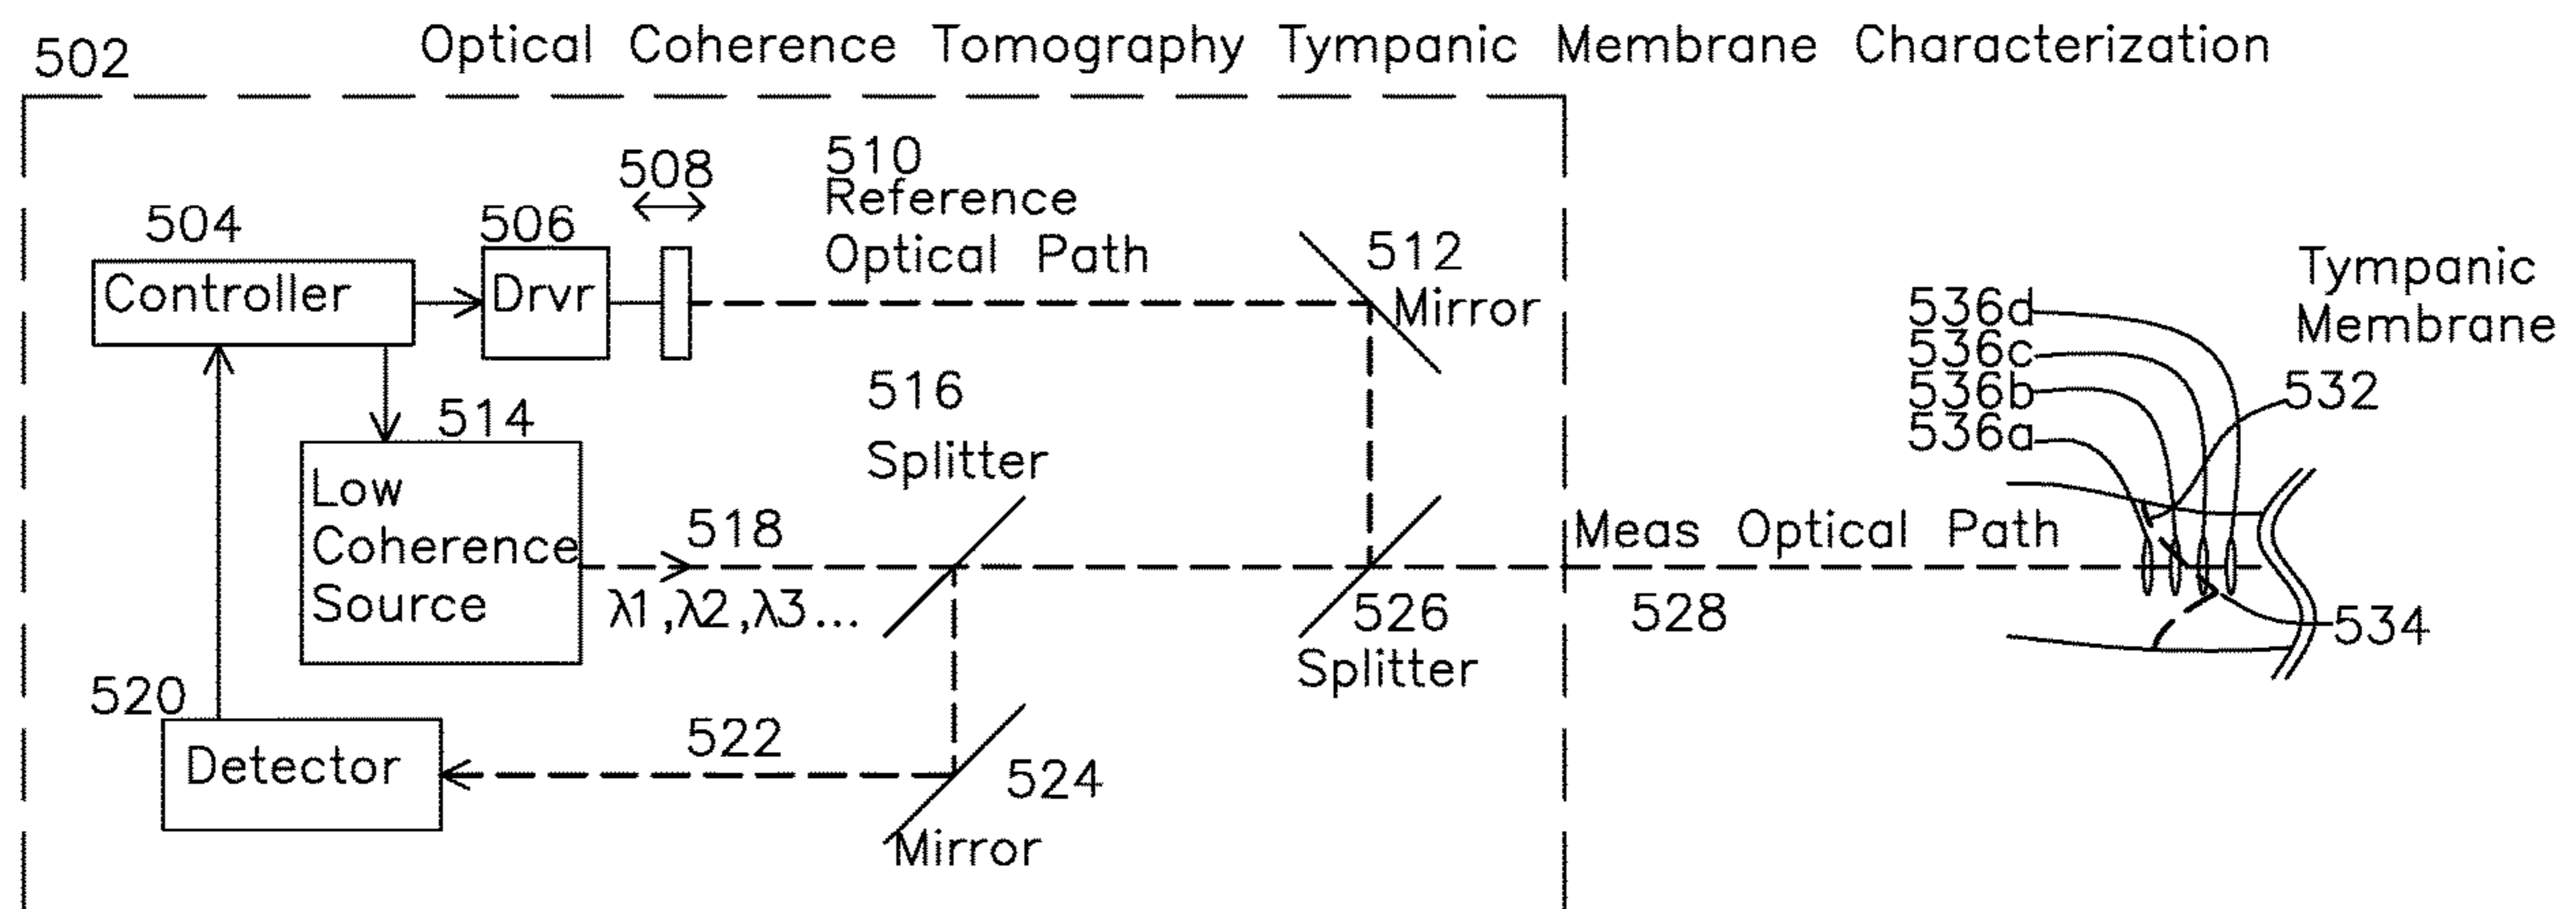 Optical Coherence Tomography Tympanic Membrane Characterization
502
508
510
Reference
Optical Path
504
506
Controller
Drvr
512
Mirror
Tympanic
Membrane
536d
536c
536b
536a
532
516
Splitter
514
Low
Coherence
Source
518
λ1,λ2,λ3...
Meas Optical Path
526
Splitter
528
534
520
Detector
522
524
Mirror